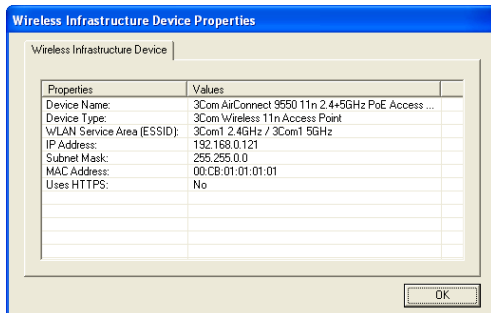 Wireless Infrastructure Device Properties
Wireless Infrastructure Device
Properties Values
Device Name: 3Com AirConnect 9550 11n 2.4+5GHz PoE Access ...
Device Type: 3Com Wireless 11n Access Point
WLAN Service Area (ESSID): 3Com1 2.4GHz / 3Com1 5GHz
IP Address: 192.168.0.121
Subnet Mask: 255.255.0.0
MAC Address: 00:CB:01:01:01:01
Uses HTTPS: No
OK